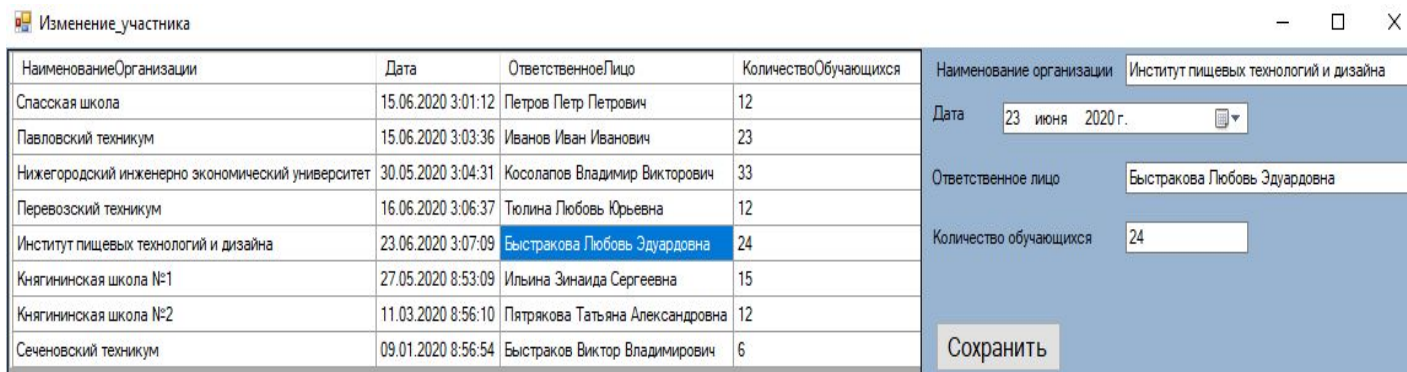 Изменение_участника
НаименованиеОрганизации Дата ОтветственноеЛицо КоличествоОбучающихся
Спасская школа 15.06.2020 3:01:12 Петров Петр Петрович 12
Павловский техникум 15.06.2020 3:03:36 Иванов Иван Иванович 23
Нижегородский инженерно экономический университет 30.05.2020 3:04:31 Косолапов Владимир Викторович 33
Перевозский техникум 16.06.2020 3:06:37 Тюлина Любовь Юрьевна 12
Институт пищевых технологий и дизайна 23.06.2020 3:07:09 Быстракова Любовь Эдуардовна 24
Княгининская школа №1 27.05.2020 8:53:09 Ильина Зинаида Сергеевна 15
Княгининская школа №2 11.03.2020 8:56:10 Пятрякова Татьяна Александровна 12
Сеченовский техникум 09.01.2020 8:56:54 Быстраков Виктор Владимирович 6
Наименование организации Институт пищевых технологий и дизайна
Дата 23 июня 2020 г.
Ответственное лицо Быстракова Любовь Эдуардовна
Количество обучающихся 24
Сохранить